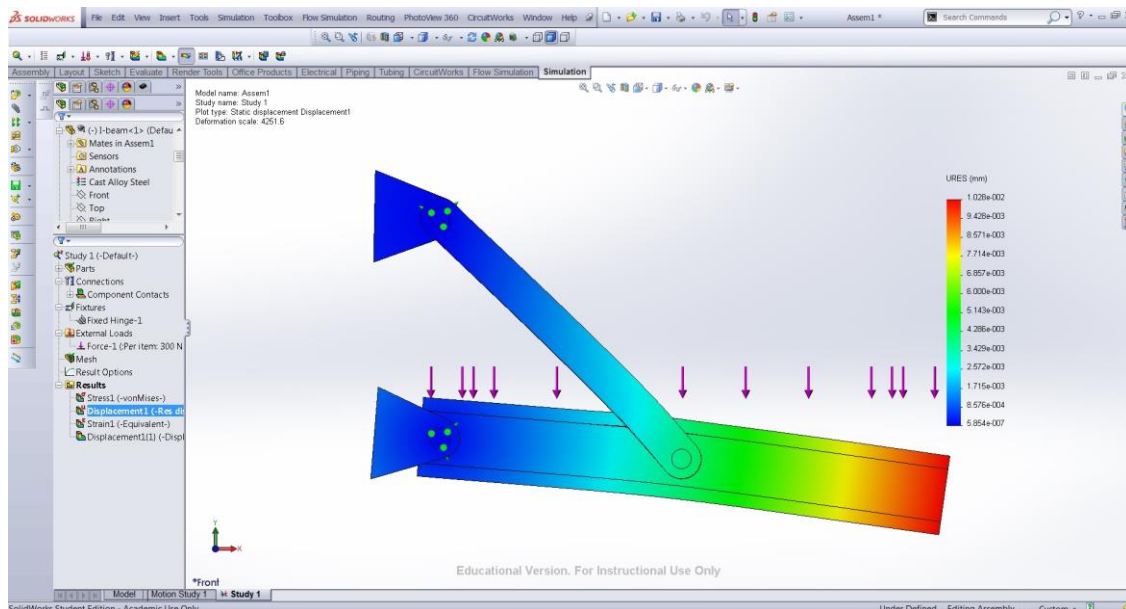 SOLIDWORKS
File Edit View Insert Tools Simulation Toolbox Flow Simulation Routing PhotoView 360 CircuitWorks Window Help
Assem1 *
Search Commands
Assembly Layout Sketch Evaluate Render Tools Office Products Electrical Piping Tubing CircuitWorks Flow Simulation Simulation
(-) I-beam<1> (Defau
Mates in Assem1
Sensors
Annotations
Cast Alloy Steel
Front
Top
Study 1 (-Default-)
Parts
Connections
Component Contacts
Fixtures
Fixed Hinge-1
External Loads
Force-1 (:Per item: 300 N
Mesh
Result Options
Results
Stress1 (-vonMises-)
Displacement1 (-Res di
Strain1 (-Equivalent-)
Displacement1(1) (-Displ
Model name: Assem1
Study name: Study 1
Plot type: Static displacement Displacement1
Deformation scale: 4251.6
URES (mm)
1.028e-002
9.428e-003
8.571e-003
7.714e-003
6.857e-003
6.000e-003
5.143e-003
4.286e-003
3.429e-003
2.572e-003
1.715e-003
8.576e-004
5.854e-007
Y
X
*Front
Educational Version. For Instructional Use Only
Model Motion Study 1 Study 1
SolidWorks Student Edition - Academic Use Only
Under Defined Editing Assembly Custom